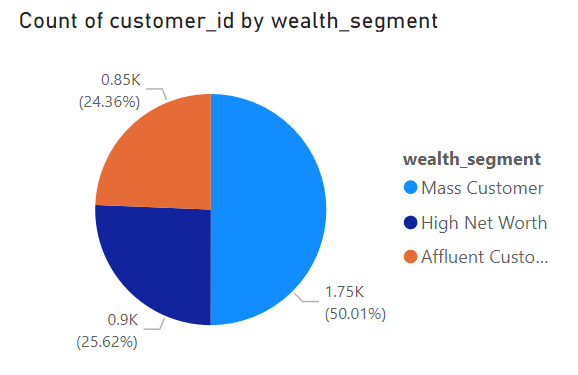 Count of customer_id by wealth_segment
0.85K
(24.36%)
wealth_segment
Mass Customer
High Net Worth
Affluent Custo...
1.75K
(50.01%)
0.9K
(25.62%)